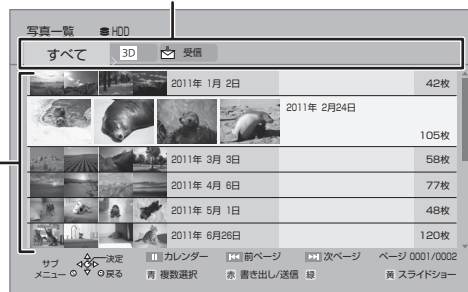 写真一覧 HDD
すべて 3D 受信
2011年 1月 2日 42枚
2011年 2月24日
105枚
2011年 3月 3日 58枚
2011年 4月 6日 77枚
2011年 5月 1日 48枚
2011年 6月26日 120枚
サブメニュー 決定 戻る
カレンダー 前ページ 次ページ ページ 0001/0002
青 複数選択 赤 書き出し/送信 緑 黄 スライドショー